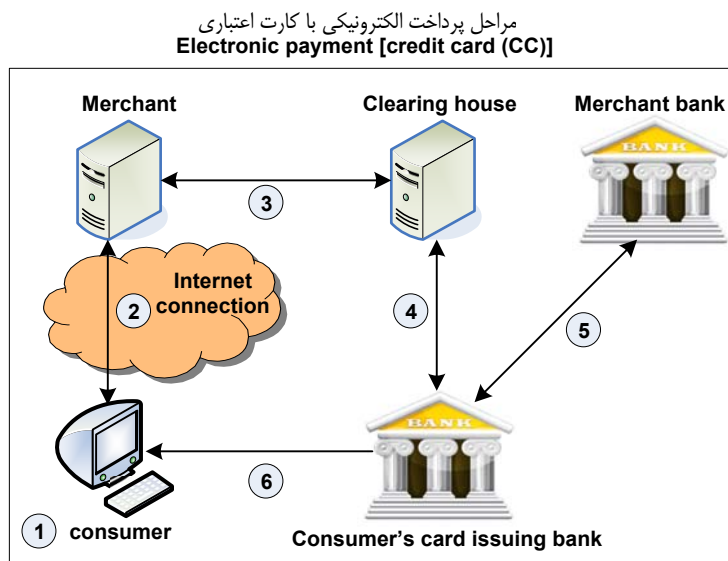 مراحل پرداخت الکترونیکی با کارت اعتباری
Electronic payment [credit card (CC)]
Merchant
Clearing house
Merchant bank
BANK
3
Internet
connection
2
4
5
BANK
6
1
consumer
Consumer's card issuing bank